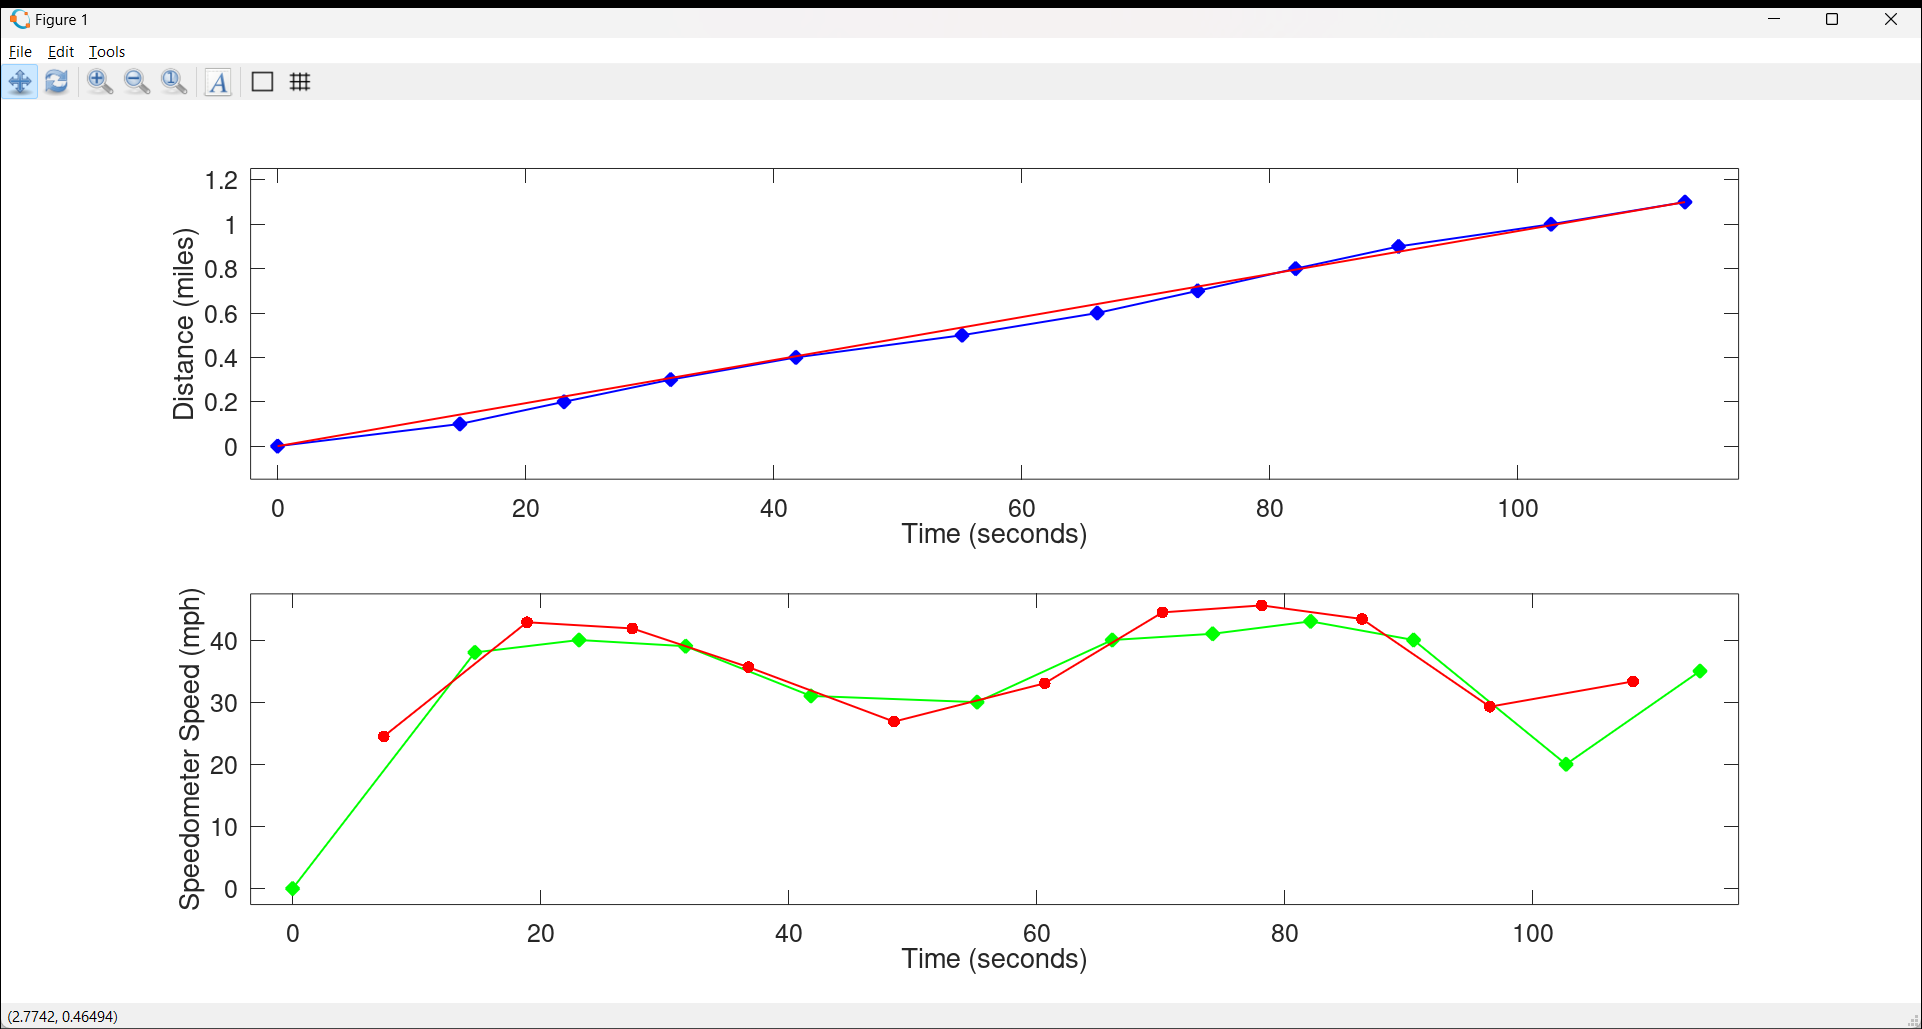 Figure 1
File Edit Tools
1.2
1
0.8
0.6
0.4
0.2
0
Distance (miles)
0 20 40 60 80 100
Time (seconds)
40
30
20
10
0
Speedometer Speed (mph)
0 20 40 60 80 100
Time (seconds)
(2.7742, 0.46494)